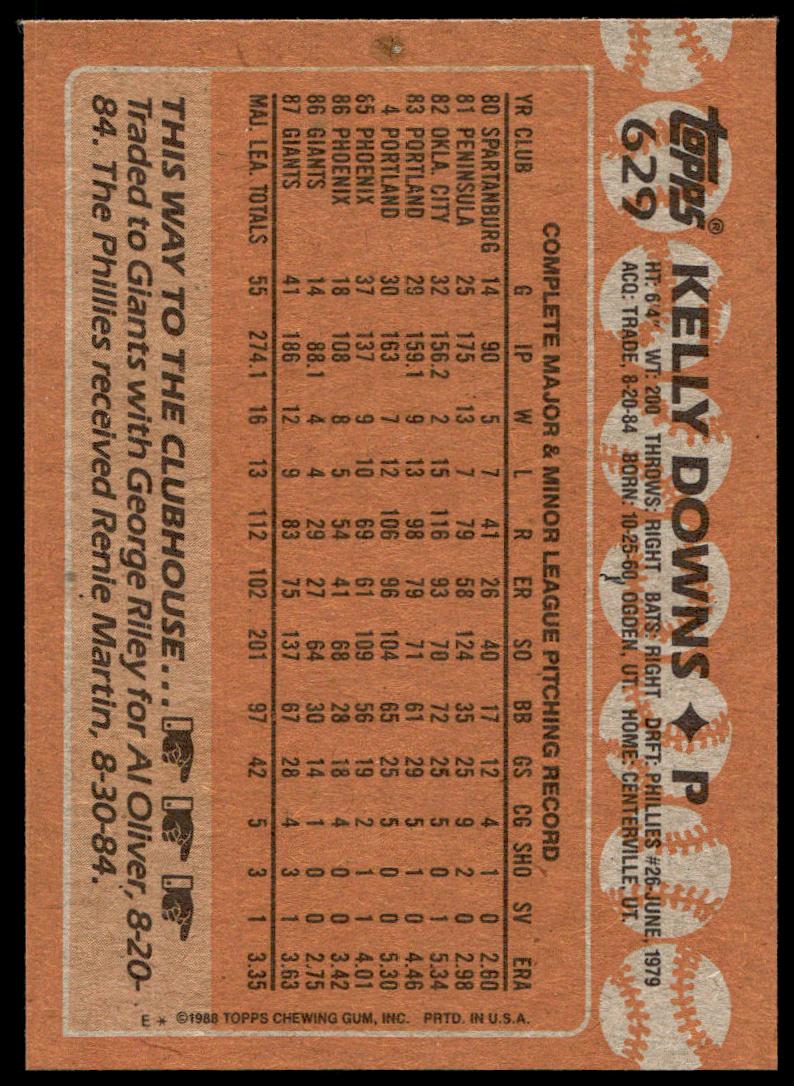 topps®
629
KELLY DOWNS ✦ P
HT: 6'4" WT: 200 THROWS: RIGHT BATS: RIGHT DRFT: PHILLIES #26-JUNE, 1979
ACQ: TRADE, 8-20-84 BORN: 10-25-60, OGDEN, UT. HOME: CENTERVILLE, UT.
COMPLETE MAJOR & MINOR LEAGUE PITCHING RECORD
YR CLUB G IP W L R ER SO BB GS CG SHO SV ERA
80 SPARTANBURG 14 90 5 7 41 26 40 17 12 4 1 0 2.60
81 PENINSULA 25 175 13 7 79 58 124 35 25 9 2 0 2.98
82 OKLA. CITY 32 156.2 2 15 116 93 70 72 25 5 0 1 5.34
83 PORTLAND 29 159.1 9 13 98 79 71 61 29 5 1 0 4.46
4 PORTLAND 30 163 7 12 106 96 104 65 25 5 0 0 5.30
85 PHOENIX 37 137 9 10 69 61 109 56 19 2 1 1 4.01
86 PHOENIX 18 108 8 5 54 41 68 28 18 4 0 0 3.42
86 GIANTS 14 88.1 4 4 29 27 64 30 14 1 0 0 2.75
87 GIANTS 41 186 12 9 83 75 137 67 28 4 3 1 3.63
MAJ. LEA. TOTALS 55 274.1 16 13 112 102 201 97 42 5 3 1 3.35
THIS WAY TO THE CLUBHOUSE...
Traded to Giants with George Riley for Al Oliver, 8-20-
84. The Phillies received Renie Martin, 8-30-84.
E * ©1988 TOPPS CHEWING GUM, INC. PRTD. IN U.S.A.